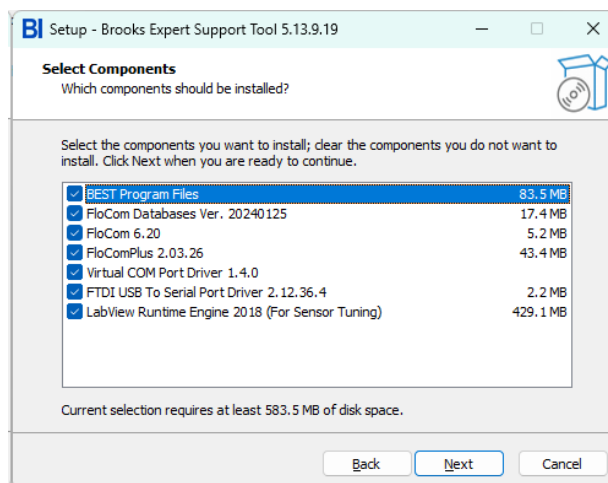 BI Setup - Brooks Expert Support Tool 5.13.9.19
Select Components
Which components should be installed?
Select the components you want to install; clear the components you do not want to
install. Click Next when you are ready to continue.
BEST Program Files 83.5 MB
FloCom Databases Ver. 20240125 17.4 MB
FloCom 6.20 5.2 MB
FloComPlus 2.03.26 43.4 MB
Virtual COM Port Driver 1.4.0
FTDI USB To Serial Port Driver 2.12.36.4 2.2 MB
LabView Runtime Engine 2018 (For Sensor Tuning) 429.1 MB
Current selection requires at least 583.5 MB of disk space.
Back Next Cancel